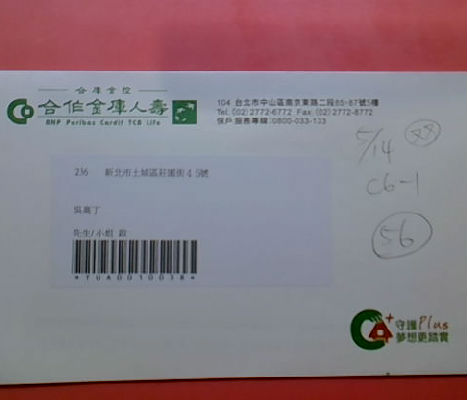 合庫金控
合作金庫人壽
BNP Paribas Cardif TCB Life
104 台北市中山區南京東路二段85-87號5樓
Tel: (02) 2772-6772 Fax: (02) 2772-8772
保戶服務專線:0800-033-133
5/14
C6-1
56
236 新北市土城區莊園街45號
吳萬丁
先生/小姐 啟
*TUA0010038*
守護Plus
夢想更踏實